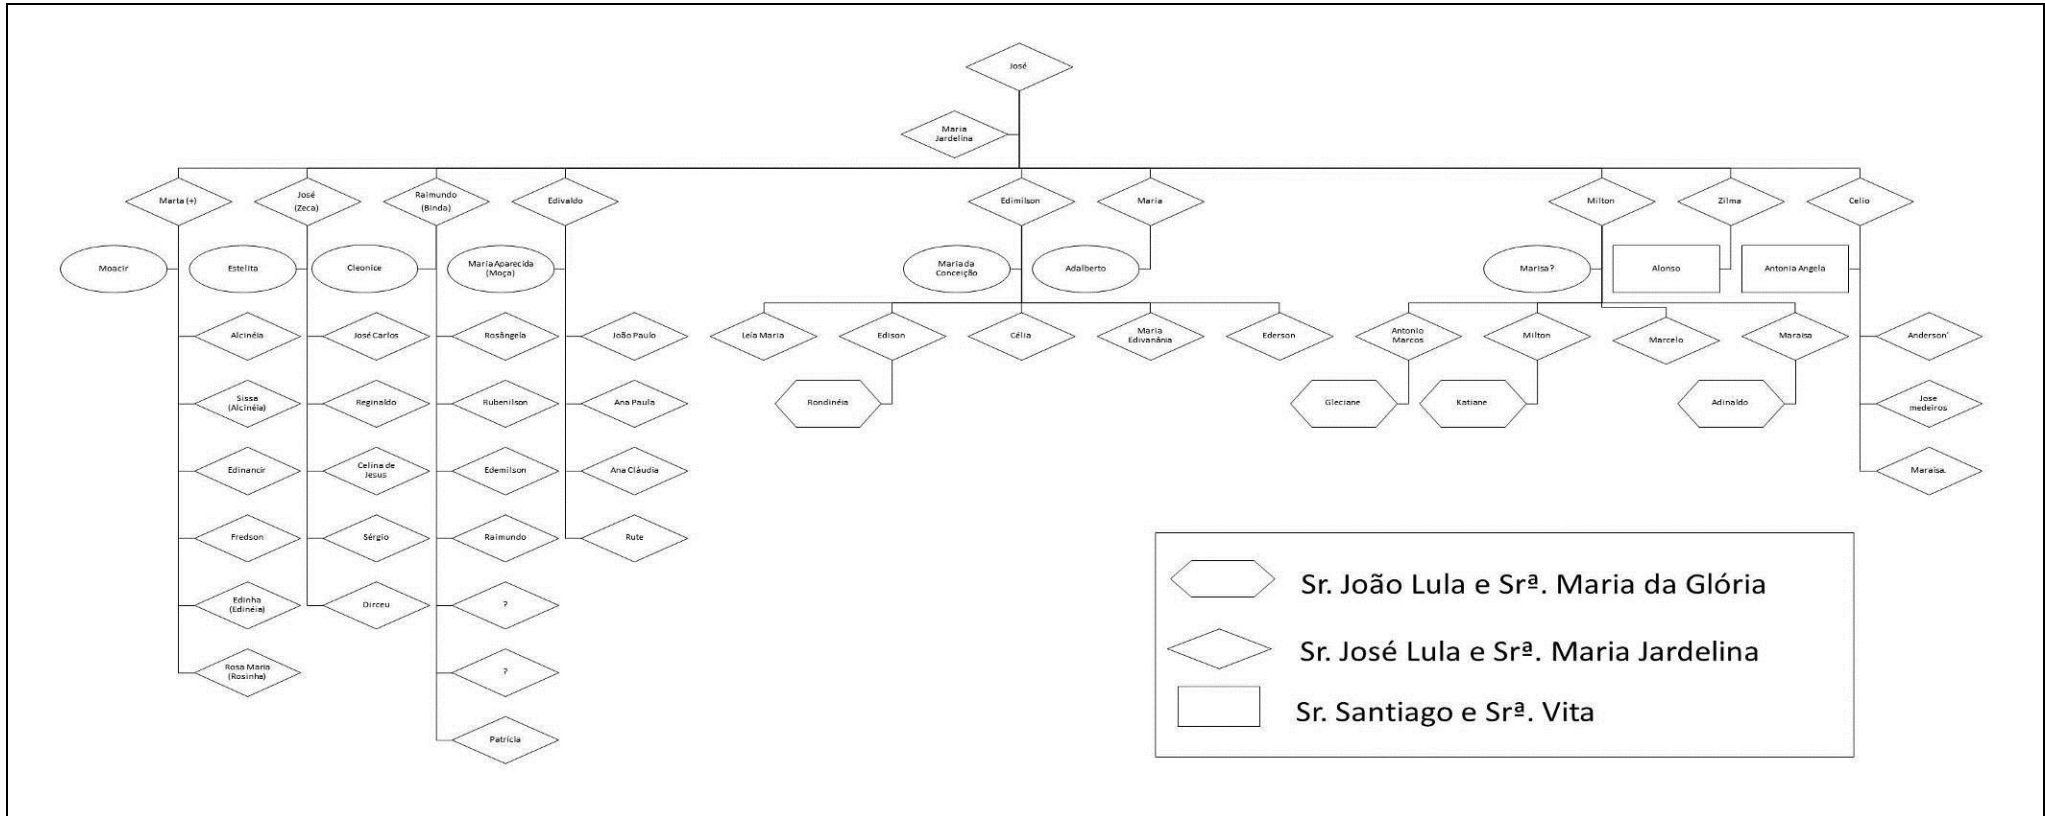 José
Maria
Jardelina
Marta (+)
José
(Zeca)
Raimundo
(Binda)
Edivaldo
Edimilson
Maria
Milton
Zilma
Celio
Moacir
Estelita
Cleonice
Maria Aparecida
(Moça)
Maria da
Conceição
Adalberto
Marisa ?
Alonso
Antonia Angela
Alcinéia
José Carlos
Rosângela
João Paulo
Leía Maria
Edison
Célia
Maria
Edivanânia
Ederson
Antonio
Marcos
Milton
Marcelo
Maraisa
Anderson'
Sissa
(Alcinéia)
Reginaldo
Rubenilson
Ana Paula
Rondinéia
Gleciane
Katiane
Adinaldo
Jose
medeiros
Edinancir
Celina de
Jesus
Edemilson
Ana Cláudia
Maraisa.
Fredson
Sérgio
Raimundo
Rute
Edinha
(Edinéia)
Dirceu
?
Rosa Maria
(Rosinha)
?
Patrícia
Sr. João Lula e Srª. Maria da Glória
Sr. José Lula e Srª. Maria Jardelina
Sr. Santiago e Srª. Vita